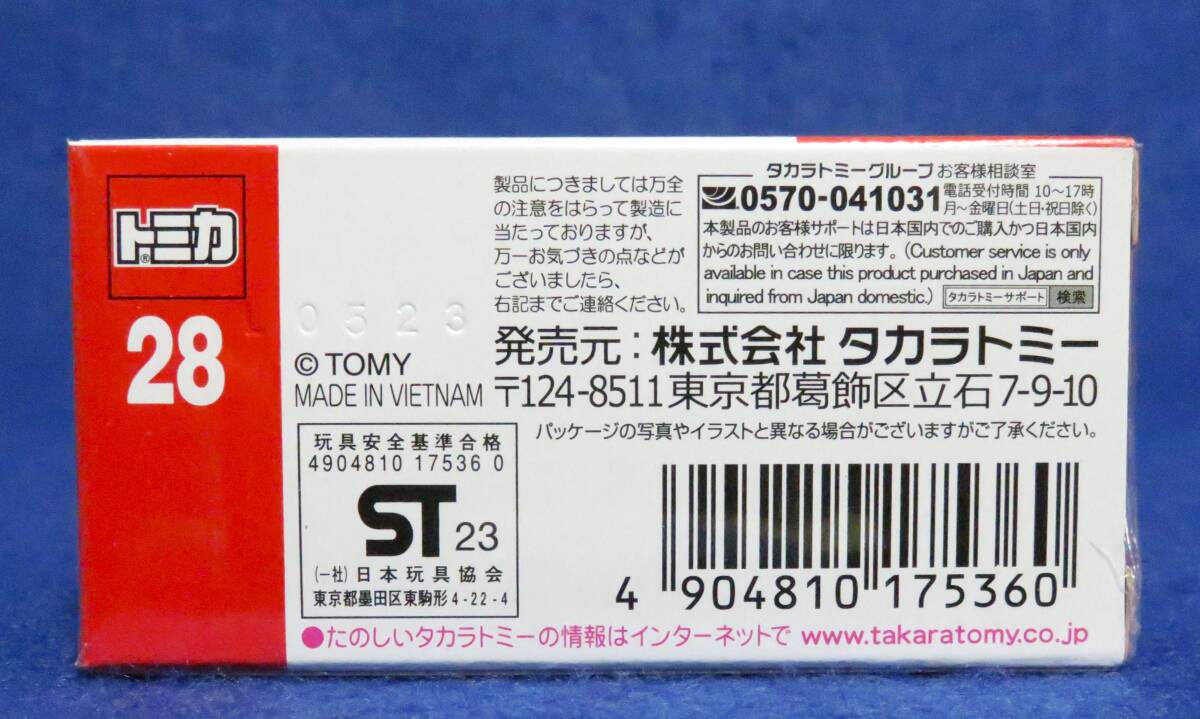 トミカ®
28
0523
© TOMY
MADE IN VIETNAM
製品につきましては万全
の注意をはらって製造に
当たっておりますが、
万一お気づきの点などが
ございましたら、
右記までご連絡ください。
タカラトミーグループ お客様相談室
0570-041031
電話受付時間 10〜17時
月〜金曜日(土日・祝日除く)
本製品のお客様サポートは日本国内でのご購入かつ日本国内
からのお問い合わせに限ります。(Customer service is only
available in case this product purchased in Japan and
inquired from Japan domestic.) タカラトミーサポート 検索
発売元:株式会社 タカラトミー
〒124-8511 東京都葛飾区立石 7-9-10
パッケージの写真やイラストと異なる場合がございますがご了承ください。
玩具安全基準合格
4904810 17536 0
ST 23
(一社)日本玩具協会
東京都墨田区東駒形 4-22-4
4 904810 175360
●たのしいタカラトミーの情報はインターネットで www.takaratomy.co.jp